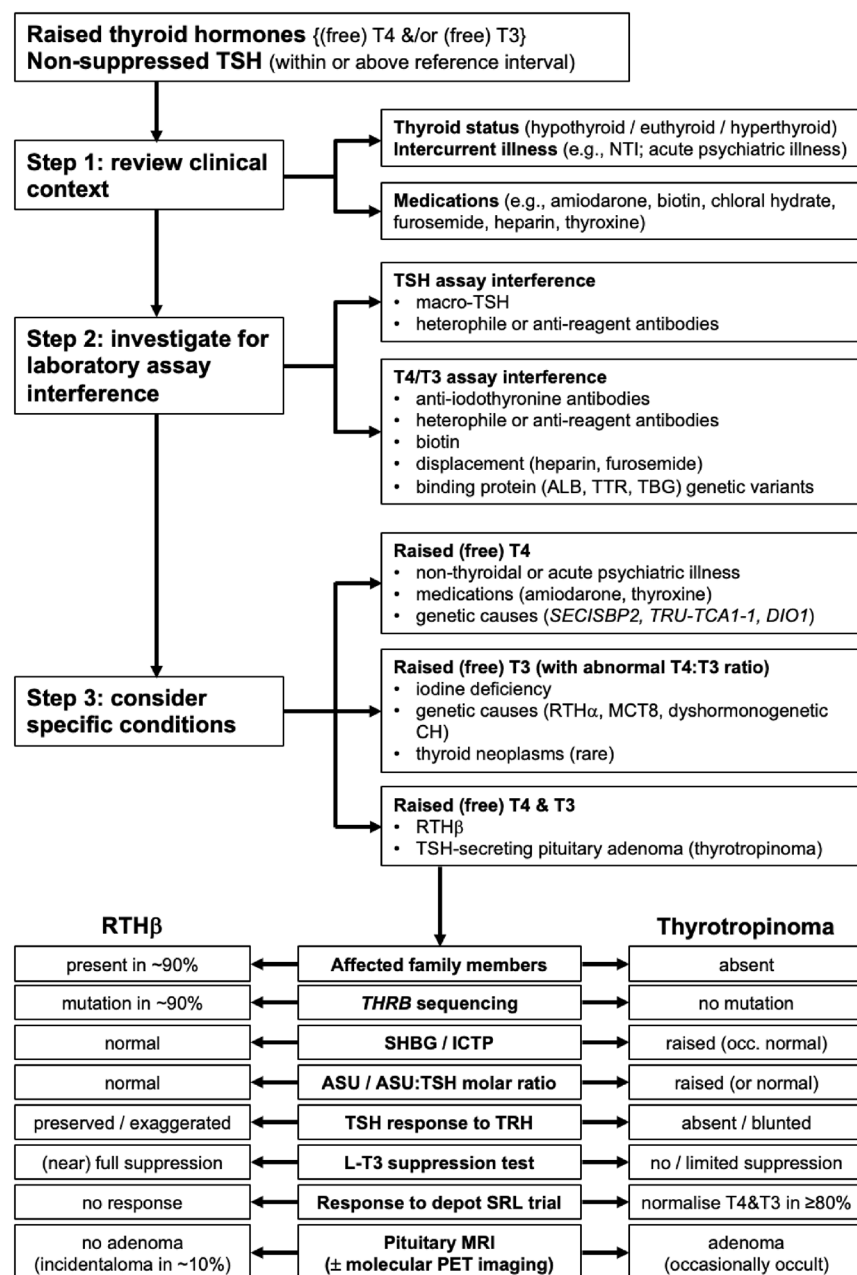 Raised thyroid hormones {(free) T4 &/or (free) T3}
Non-suppressed TSH (within or above reference interval)
Step 1: review clinical
context
Thyroid status (hypothyroid / euthyroid / hyperthyroid)
Intercurrent illness (e.g., NTI; acute psychiatric illness)
Medications (e.g., amiodarone, biotin, chloral hydrate,
furosemide, heparin, thyroxine)
Step 2: investigate for
laboratory assay
interference
TSH assay interference
• macro-TSH
• heterophile or anti-reagent antibodies
T4/T3 assay interference
• anti-iodothyronine antibodies
• heterophile or anti-reagent antibodies
• biotin
• displacement (heparin, furosemide)
• binding protein (ALB, TTR, TBG) genetic variants
Step 3: consider
specific conditions
Raised (free) T4
• non-thyroidal or acute psychiatric illness
• medications (amiodarone, thyroxine)
• genetic causes (SECISBP2, TRU-TCA1-1, DIO1)
Raised (free) T3 (with abnormal T4:T3 ratio)
• iodine deficiency
• genetic causes (RTHα, MCT8, dyshormonogenetic
CH)
• thyroid neoplasms (rare)
Raised (free) T4 & T3
• RTHβ
• TSH-secreting pituitary adenoma (thyrotropinoma)
RTHβ
Thyrotropinoma
present in ~90%
Affected family members
absent
mutation in ~90%
THRB sequencing
no mutation
normal
SHBG / ICTP
raised (occ. normal)
normal
ASU / ASU:TSH molar ratio
raised (or normal)
preserved / exaggerated
TSH response to TRH
absent / blunted
(near) full suppression
L-T3 suppression test
no / limited suppression
no response
Response to depot SRL trial
normalise T4&T3 in ≥80%
no adenoma
(incidentaloma in ~10%)
Pituitary MRI
(± molecular PET imaging)
adenoma
(occasionally occult)